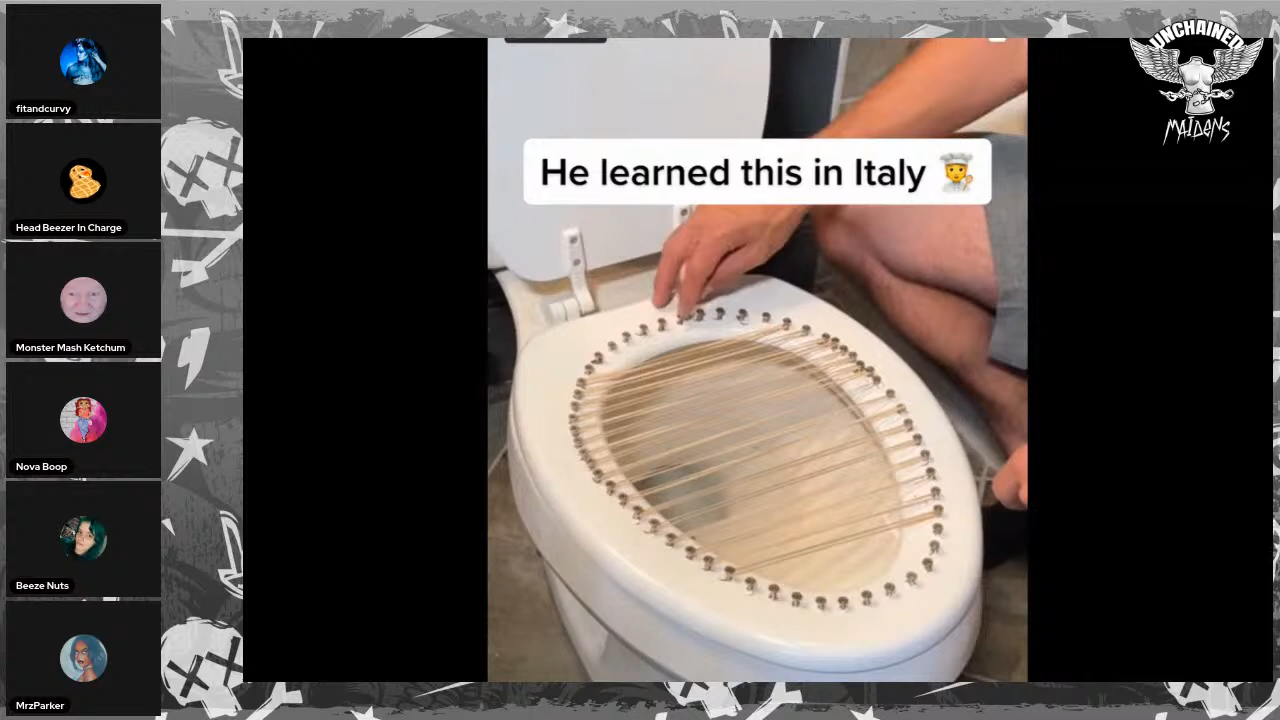 fitandcurvy
Head Beezer In Charge
Monster Mash Ketchum
Nova Boop
Beeze Nuts
MrzParker
He learned this in Italy 👨‍🍳
UNCHAINED
MAIDENS